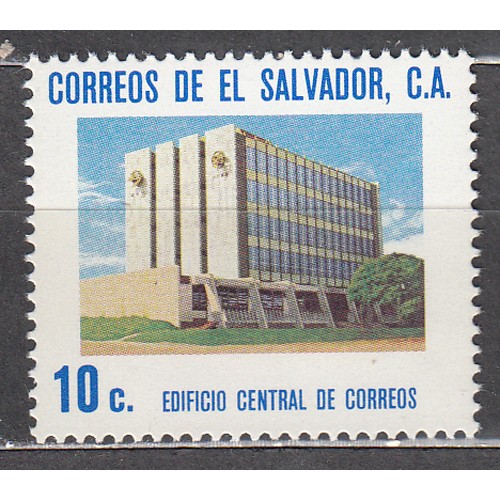 CORREOS DE EL SALVADOR, C.A.
10 c. EDIFICIO CENTRAL DE CORREOS